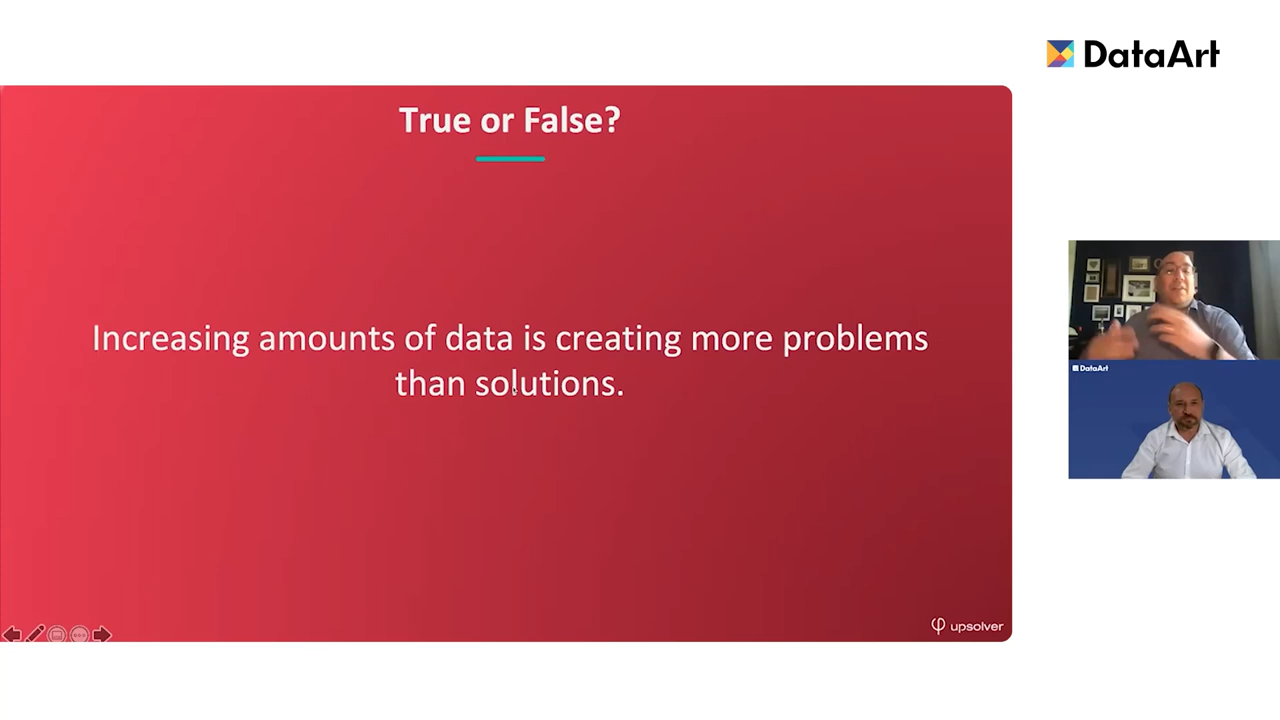 DataArt
True or False?
Increasing amounts of data is creating more problems
than solutions.
DataArt
upsolver